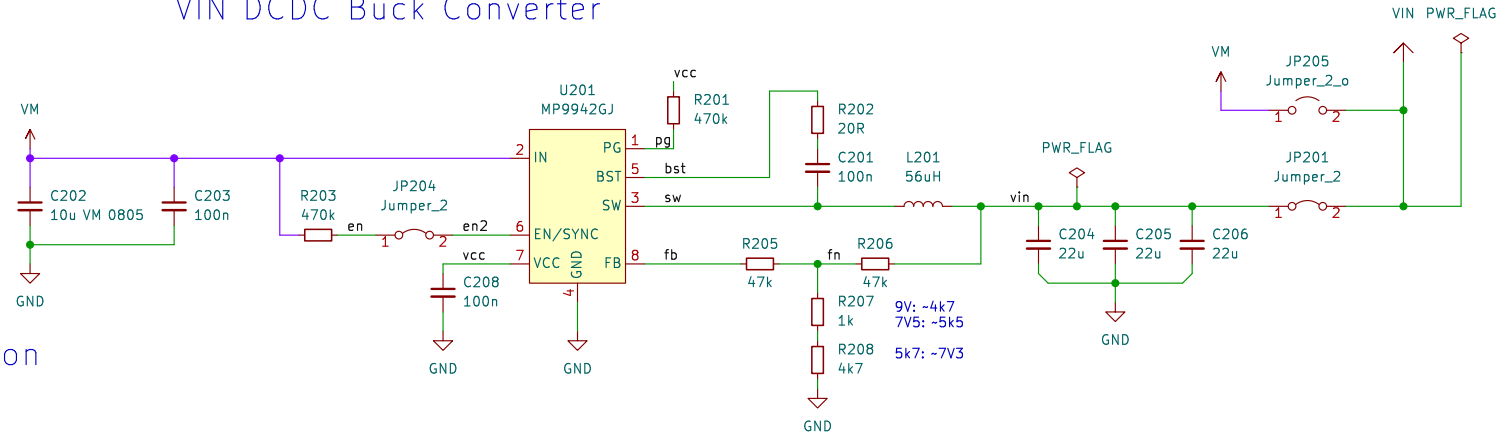 VIN DCDC Buck Converter
VIN PWR_FLAG
VM
JP205
Jumper_2_o
1 2
VM
U201
MP9942GJ
vcc
R201
470k
R202
20R
C201
100n
L201
56uH
PWR_FLAG
JP201
Jumper_2
1 2
2 IN
PG 1 pg
BST 5 bst
SW 3 sw
vin
C202
10u VM 0805
C203
100n
R203
470k
en
JP204
Jumper_2
1 2
en2
6 EN/SYNC
vcc
7 VCC
GND
4
FB 8 fb
R205
47k
fn
R206
47k
C204
22u
C205
22u
C206
22u
GND
C208
100n
R207
1k
9V: ~4k7
7V5: ~5k5
R208
4k7
5k7: ~7V3
GND
on
GND
GND
GND